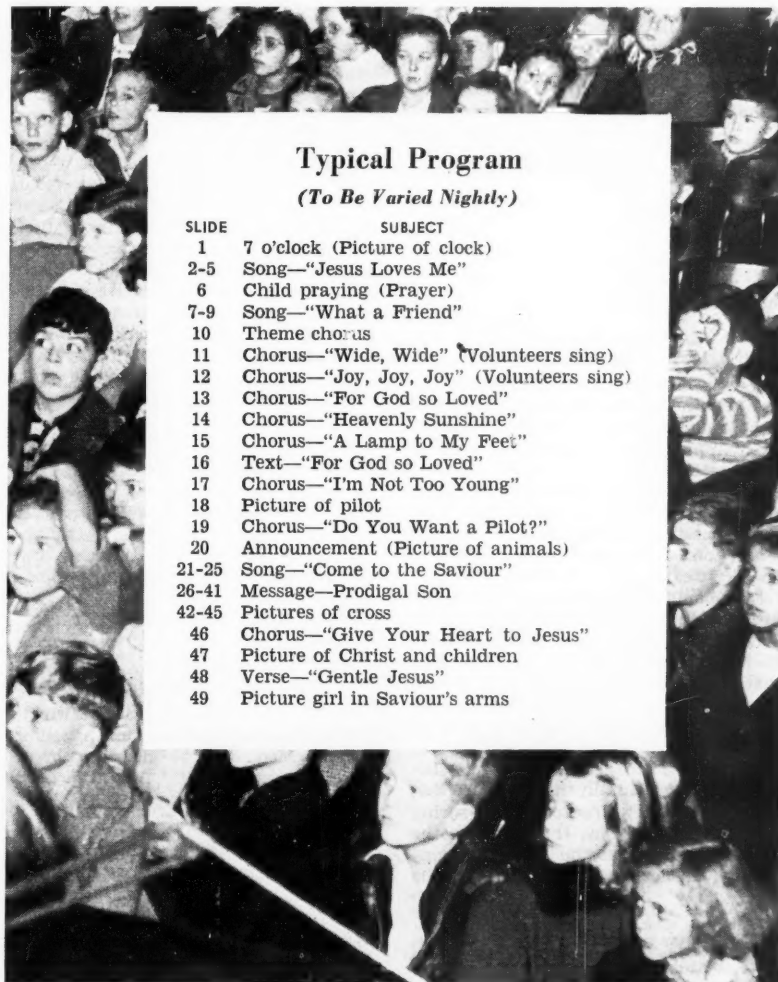 Typical Program
(To Be Varied Nightly)
SLIDE SUBJECT
1 7 o'clock (Picture of clock)
2-5 Song—"Jesus Loves Me"
6 Child praying (Prayer)
7-9 Song—"What a Friend"
10 Theme chorus
11 Chorus—"Wide, Wide" (Volunteers sing)
12 Chorus—"Joy, Joy, Joy" (Volunteers sing)
13 Chorus—"For God so Loved"
14 Chorus—"Heavenly Sunshine"
15 Chorus—"A Lamp to My Feet"
16 Text—"For God so Loved"
17 Chorus—"I'm Not Too Young"
18 Picture of pilot
19 Chorus—"Do You Want a Pilot?"
20 Announcement (Picture of animals)
21-25 Song—"Come to the Saviour"
26-41 Message—Prodigal Son
42-45 Pictures of cross
46 Chorus—"Give Your Heart to Jesus"
47 Picture of Christ and children
48 Verse—"Gentle Jesus"
49 Picture girl in Saviour's arms